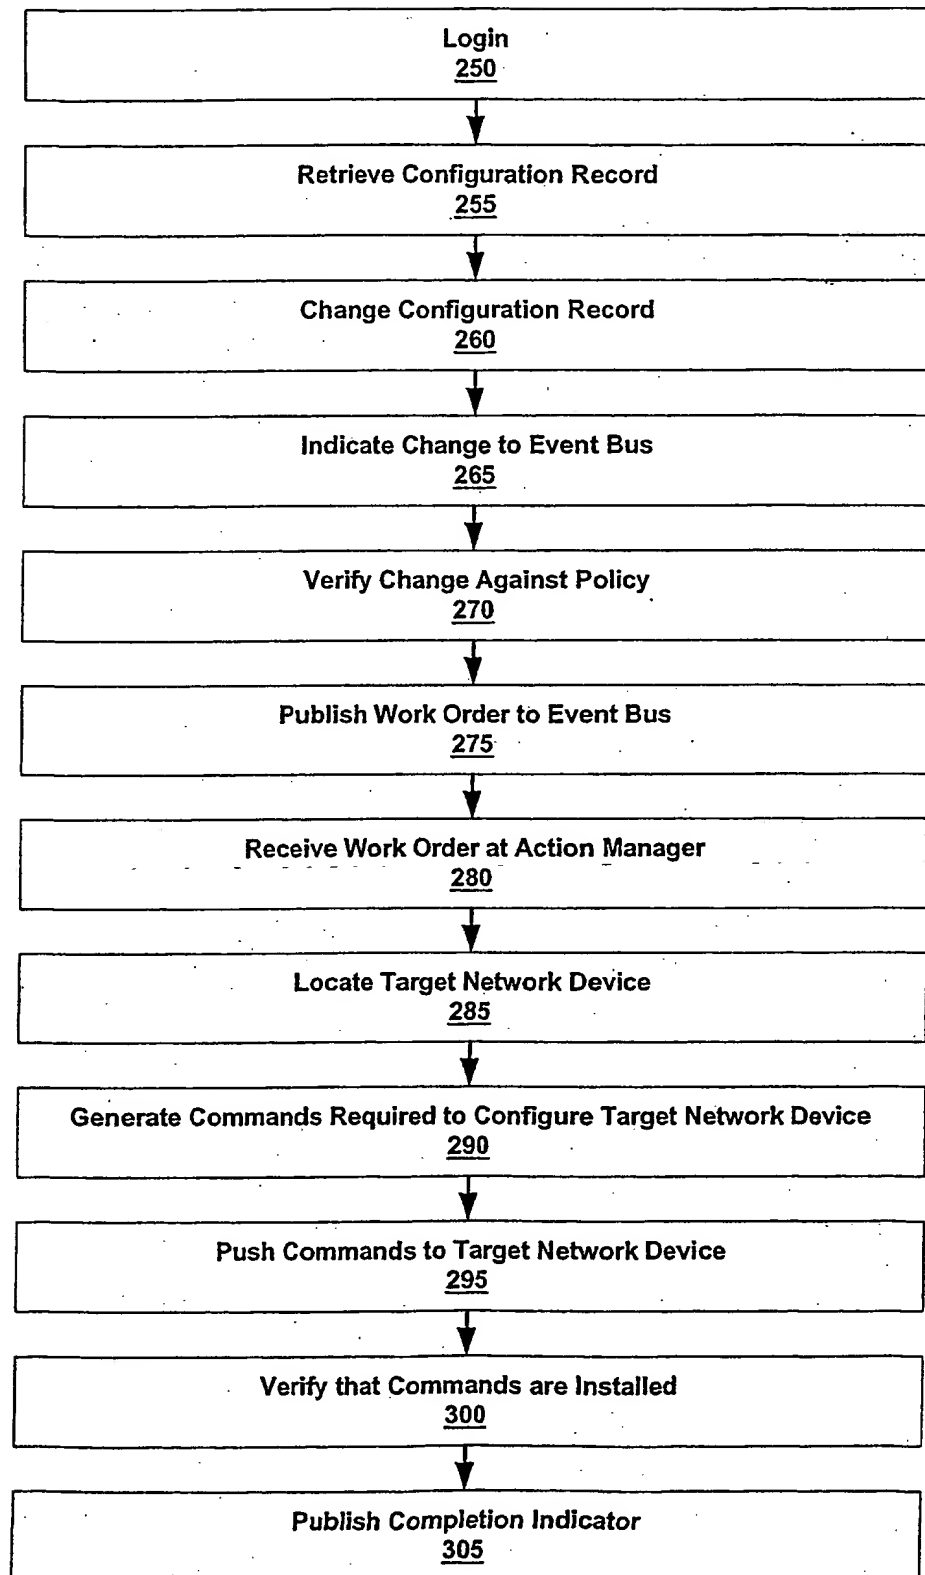 Login
250
Retrieve Configuration Record
255
Change Configuration Record
260
Indicate Change to Event Bus
265
Verify Change Against Policy
270
Publish Work Order to Event Bus
275
Receive Work Order at Action Manager
280
Locate Target Network Device
285
Generate Commands Required to Configure Target Network Device
290
Push Commands to Target Network Device
295
Verify that Commands are Installed
300
Publish Completion Indicator
305